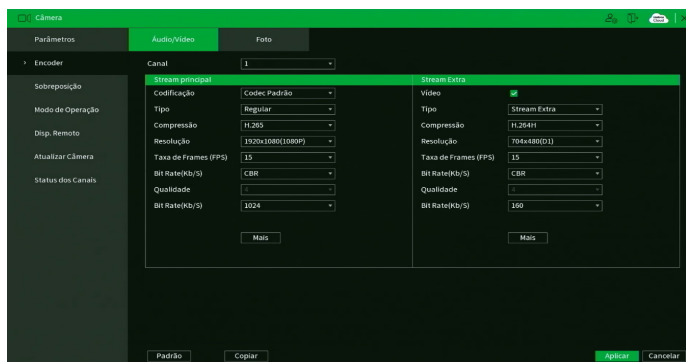 Câmera
Parâmetros
Áudio/Vídeo Foto
Encoder
Canal 1
Sobreposição
Stream principal Stream Extra
Codificação Codec Padrão Vídeo
Modo de Operação
Tipo Regular Tipo Stream Extra
Compressão H.265 Compressão H.264H
Disp. Remoto
Resolução 1920x1080(1080P) Resolução 704x480(D1)
Atualizar Câmera
Taxa de Frames (FPS) 15 Taxa de Frames (FPS) 15
Bit Rate(Kb/S) CBR Bit Rate(Kb/S) CBR
Status dos Canais
Qualidade 4 Qualidade 4
Bit Rate(Kb/S) 1024 Bit Rate(Kb/S) 160
Mais Mais
Padrão Copiar Aplicar Cancelar